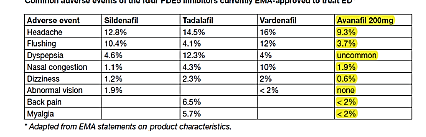 Common adverse events of the four PDE5 inhibitors currently EMA-approved to treat ED
Adverse event Sildenafil Tadalafil Vardenafil Avanafil 200mg
Headache 12.8% 14.5% 16% 9.3%
Flushing 10.4% 4.1% 12% 3.7%
Dyspepsia 4.6% 12.3% 4% uncommon
Nasal congestion 1.1% 4.3% 10% 1.9%
Dizziness 1.2% 2.3% 2% 0.6%
Abnormal vision 1.9% < 2% none
Back pain 6.5% < 2%
Myalgia 5.7% < 2%
* Adapted from EMA statements on product characteristics.